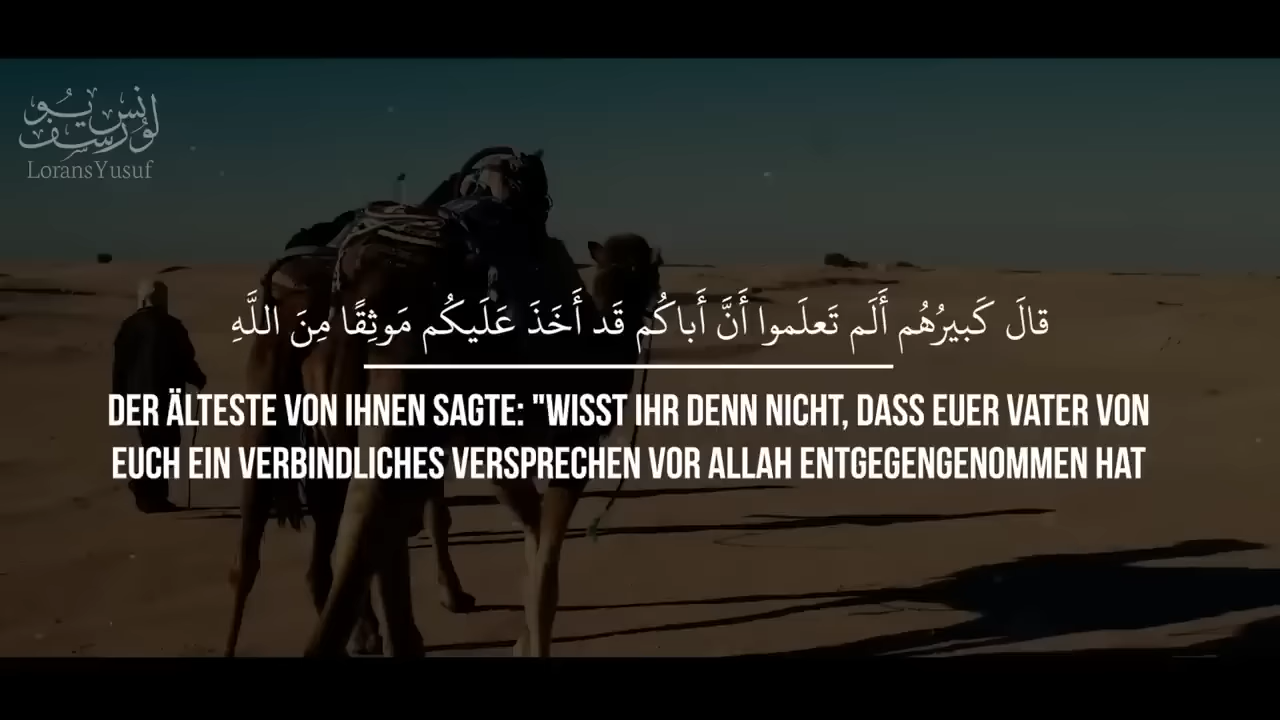 لورانس يوسف
LoransYusuf
قالَ كَبيرُهُم أَلَم تَعلَموا أَنَّ أَباكُم قَد أَخَذَ عَلَيكُم مَوثِقًا مِنَ اللَّهِ
DER ÄLTESTE VON IHNEN SAGTE: "WISST IHR DENN NICHT, DASS EUER VATER VON
EUCH EIN VERBINDLICHES VERSPRECHEN VOR ALLAH ENTGEGENGENOMMEN HAT